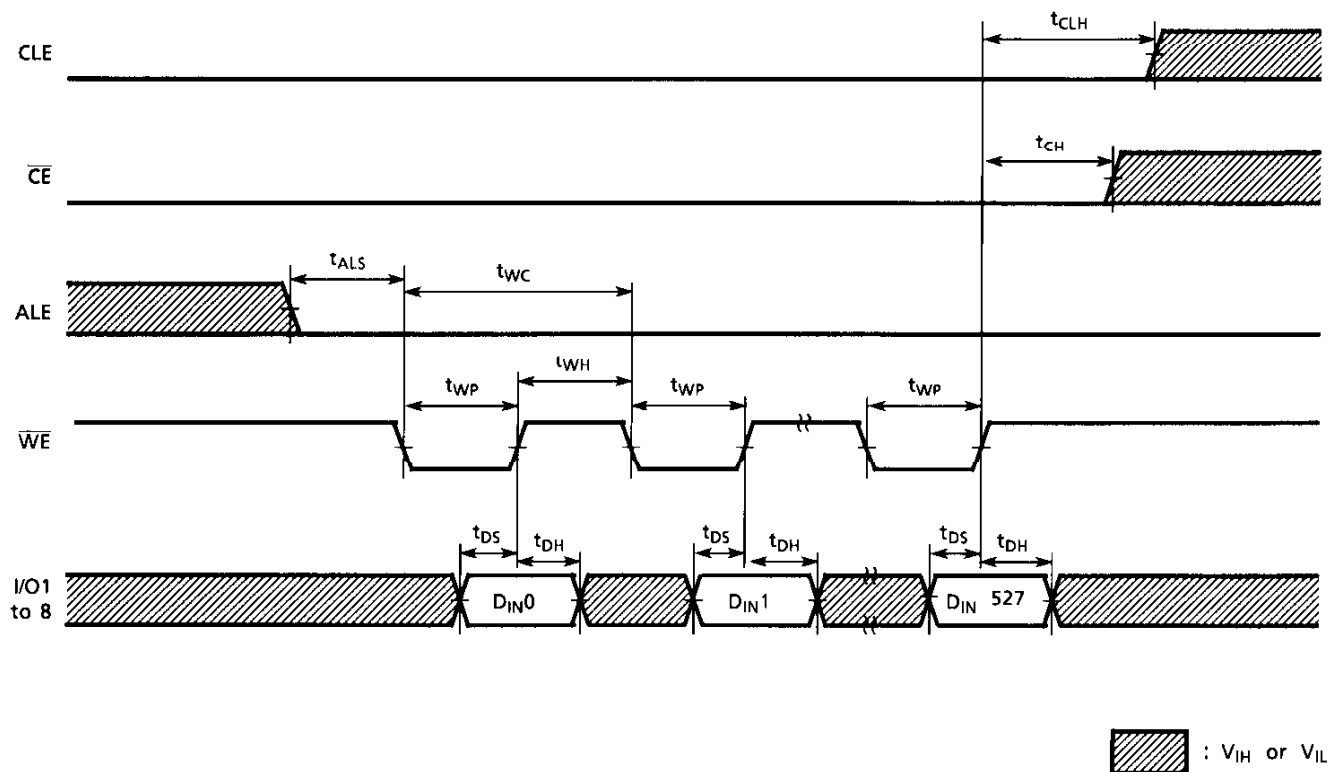 CLE
tCLH
CE
tCH
ALE
tALS
tWC
WE
tWP
tWH
tWP
tWP
I/O1
to 8
tDS
tDH
tDS
tDH
tDS
tDH
DIN0
DIN1
DIN 527
: VIH or VIL